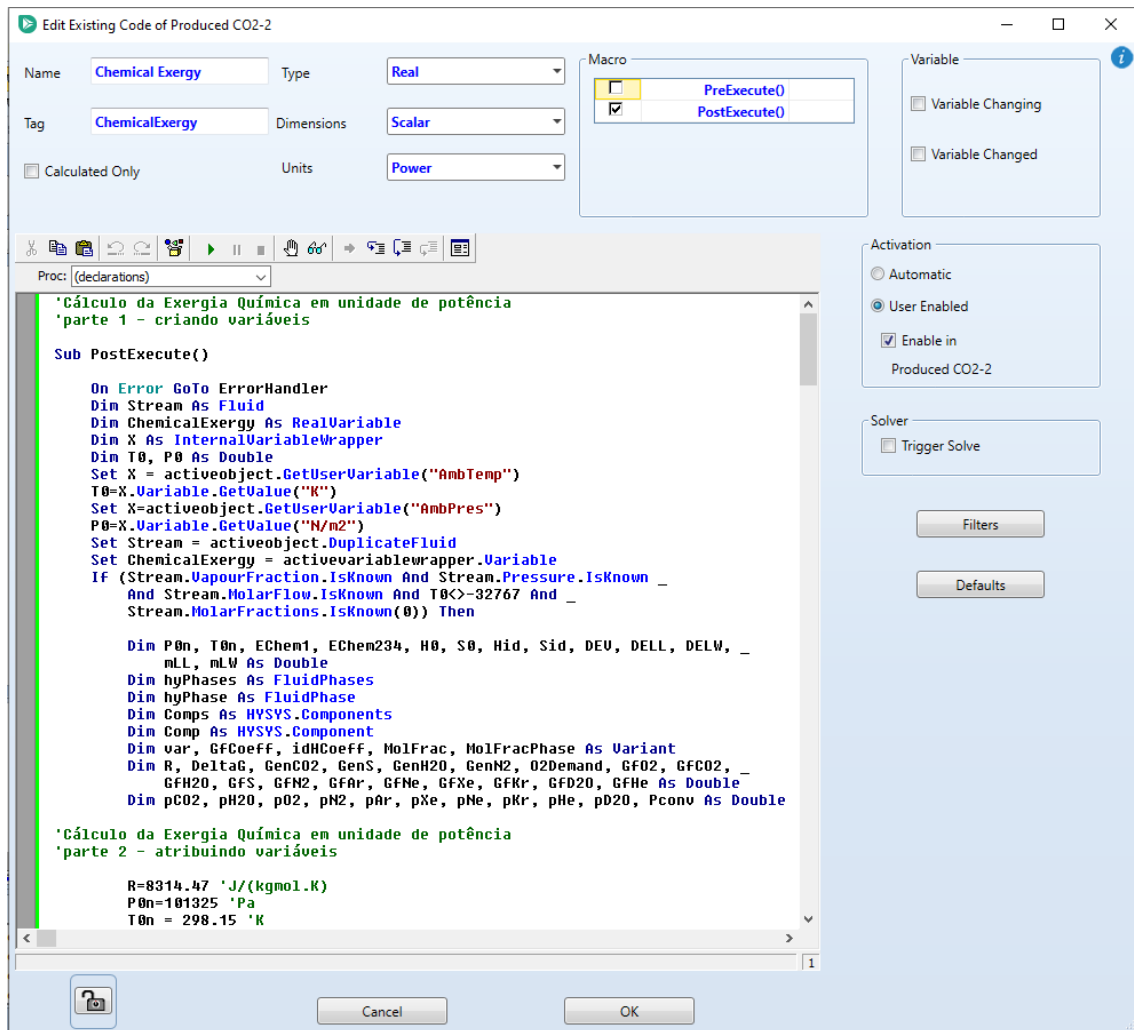 Edit Existing Code of Produced CO2-2
Name Chemical Exergy Type Real
Tag ChemicalExergy Dimensions Scalar
Calculated Only Units Power
Macro
PreExecute()
PostExecute()
Variable
Variable Changing
Variable Changed
Proc: (declarations)
'Cálculo da Exergia Química em unidade de potência
'parte 1 - criando variáveis
Sub PostExecute()
On Error GoTo ErrorHandler
Dim Stream As Fluid
Dim ChemicalExergy As RealVariable
Dim X As InternalVariableWrapper
Dim T0, P0 As Double
Set X = activeobject.GetUserVariable("AmbTemp")
T0=X.Variable.GetValue("K")
Set X=activeobject.GetUserVariable("AmbPres")
P0=X.Variable.GetValue("N/m2")
Set Stream = activeobject.DuplicateFluid
Set ChemicalExergy = activevariablewrapper.Variable
If (Stream.VapourFraction.IsKnown And Stream.Pressure.IsKnown _
And Stream.MolarFlow.IsKnown And T0<>-32767 And _
Stream.MolarFractions.IsKnown(0)) Then
Dim P0n, T0n, EChem1, EChem234, H0, S0, Hid, Sid, DEV, DELL, DELW, _
mLL, mLW As Double
Dim hyPhases As FluidPhases
Dim hyPhase As FluidPhase
Dim Comps As HYSYS.Components
Dim Comp As HYSYS.Component
Dim var, GfCoeff, idHCoeff, MolFrac, MolFracPhase As Variant
Dim R, DeltaG, GenCO2, GenS, GenH2O, GenN2, O2Demand, GfO2, GfCO2, _
GfH2O, GfS, GfN2, GfAr, GfNe, GfXe, GfKr, GfD2O, GfHe As Double
Dim pCO2, pH2O, pO2, pN2, pAr, pXe, pNe, pKr, pHe, pD2O, Pconv As Double
'Cálculo da Exergia Química em unidade de potência
'parte 2 - atribuindo variáveis
R=8314.47 'J/(kgmol.K)
P0n=101325 'Pa
T0n = 298.15 'K
1
Activation
Automatic
User Enabled
Enable in
Produced CO2-2
Solver
Trigger Solve
Filters
Defaults
Cancel
OK